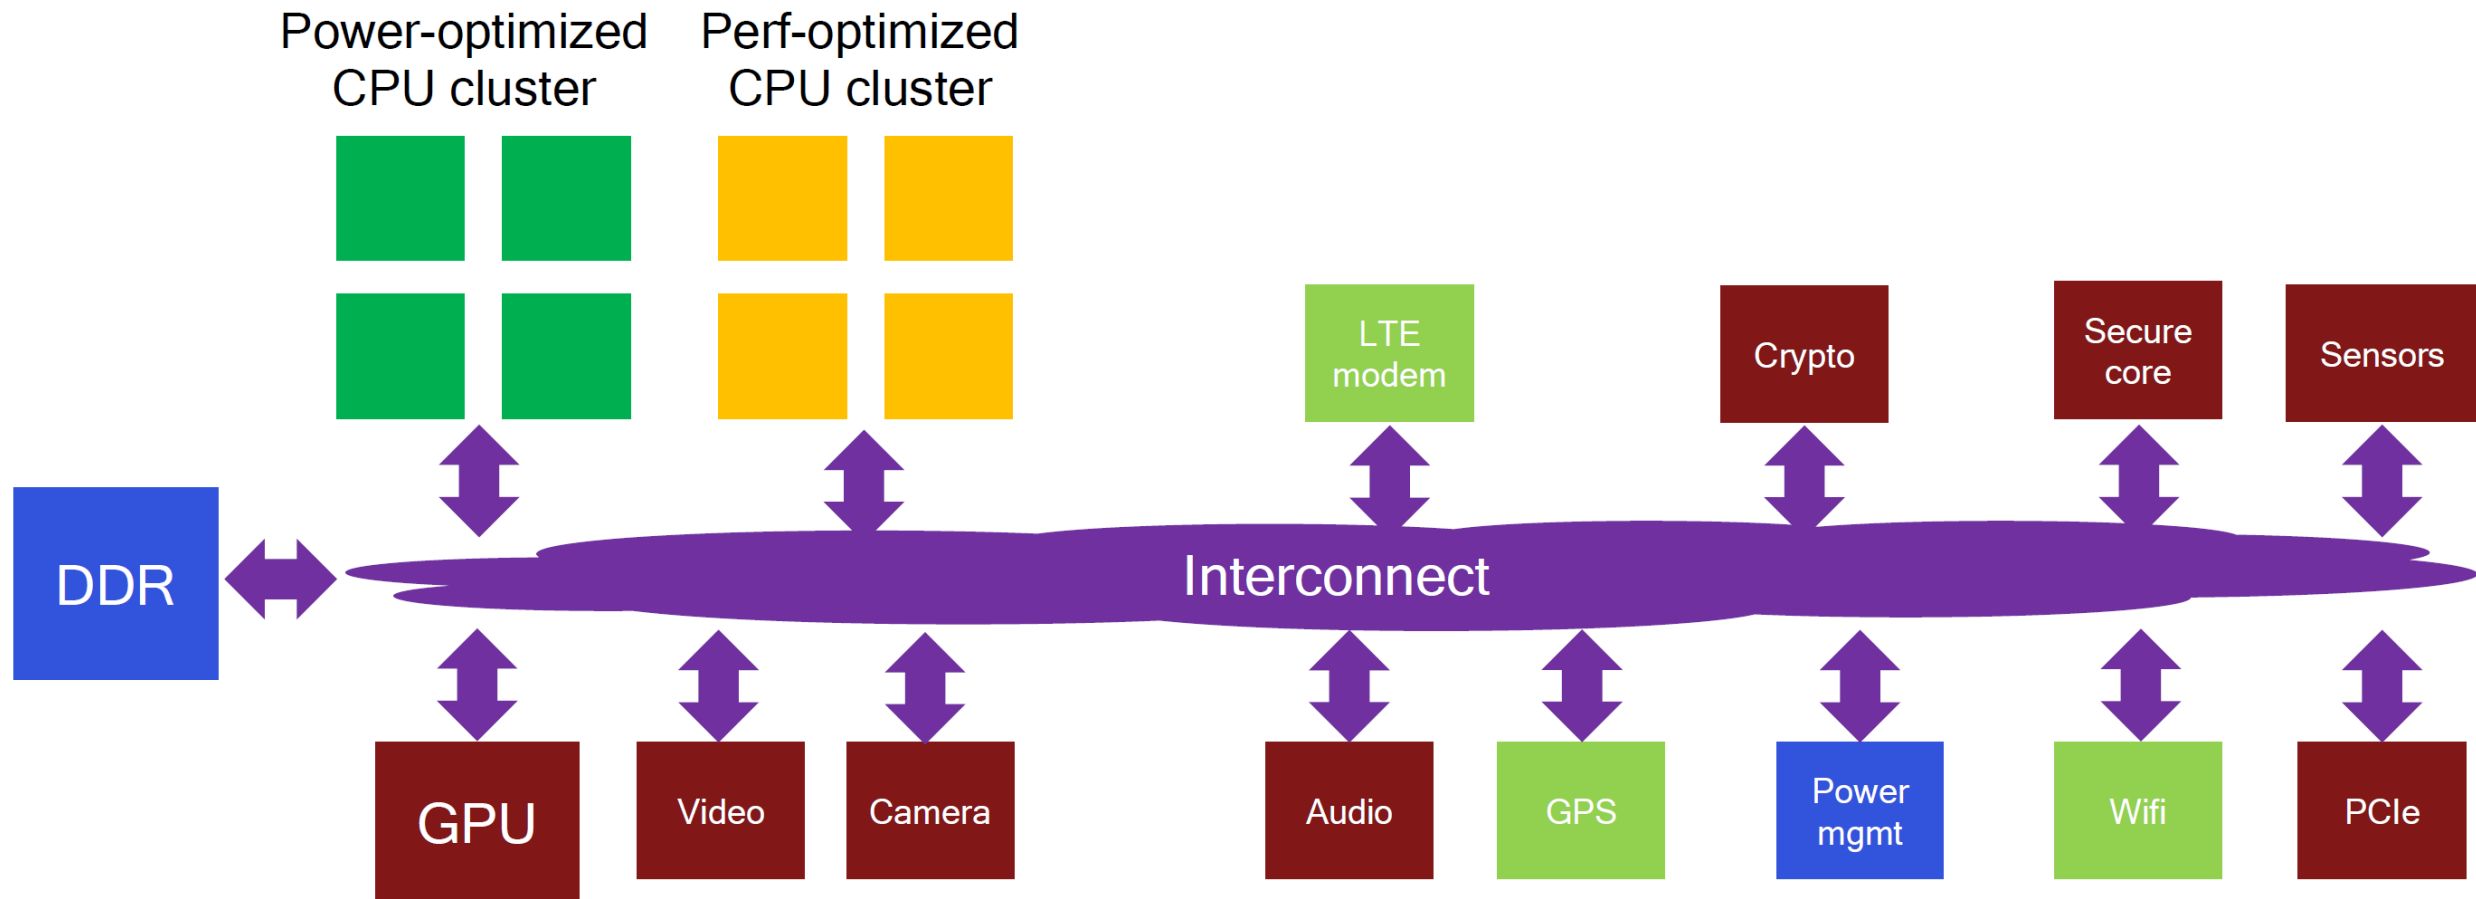 Power-optimized
CPU cluster
Perf-optimized
CPU cluster
LTE
modem
Crypto
Secure
core
Sensors
DDR
Interconnect
GPU
Video
Camera
Audio
GPS
Power
mgmt
Wifi
PCIe